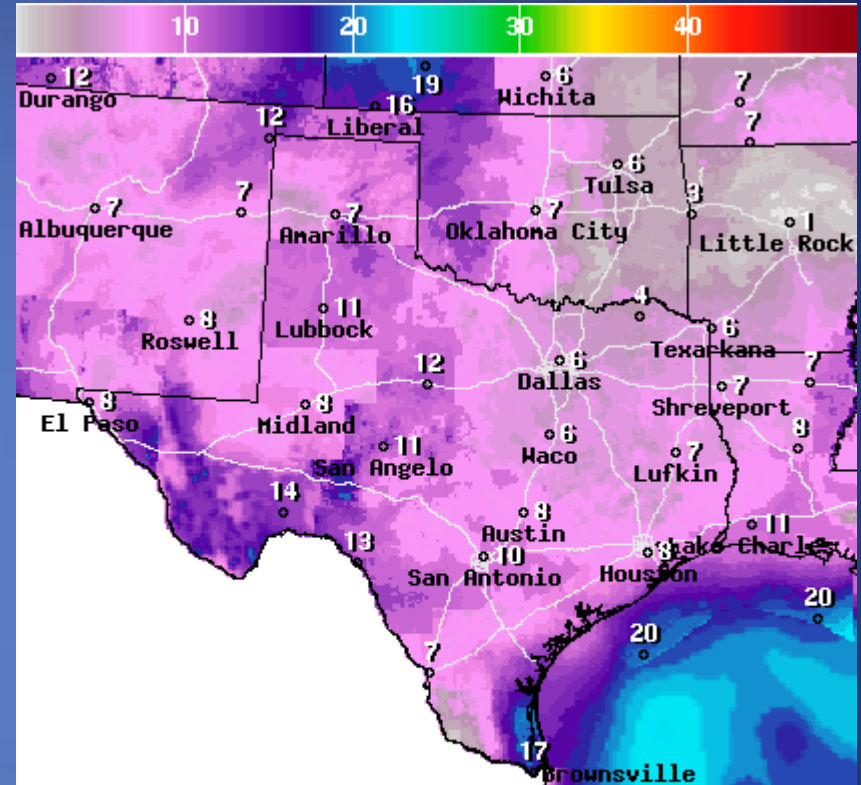 10 20 30 40
12 19 6 7
Durango Wichita
16
Liberal
12 7
6
Tulsa
7 7 7 7 3 1
Albuquerque Amarillo Oklahoma City Little Rock
8 11 4
Roswell Lubbock 6
Texarkana
12 6 7 7
Dallas
8 8 Shreveport
El Paso Midland
11 6 7 8
San Angelo Waco Lufkin
14 8 11
Austin
13 10 8 Lake Charles
San Antonio Houston
20
20
7
17
Brownsville